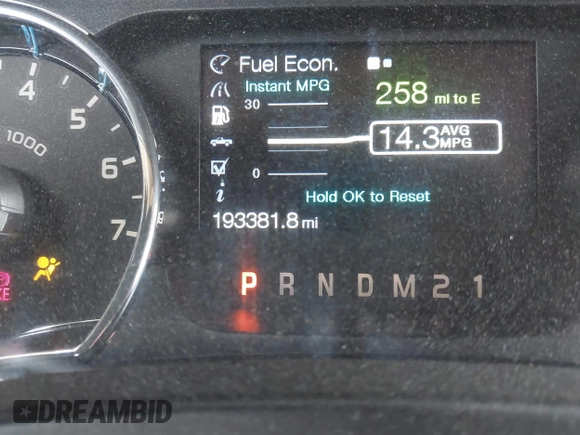 Fuel Econ.
Instant MPG
30
258 mi to E
14.3 AVG MPG
0
Hold OK to Reset
193381.8 mi
P R N D M 2 1
4
5
6
7
1000
DREAMBID